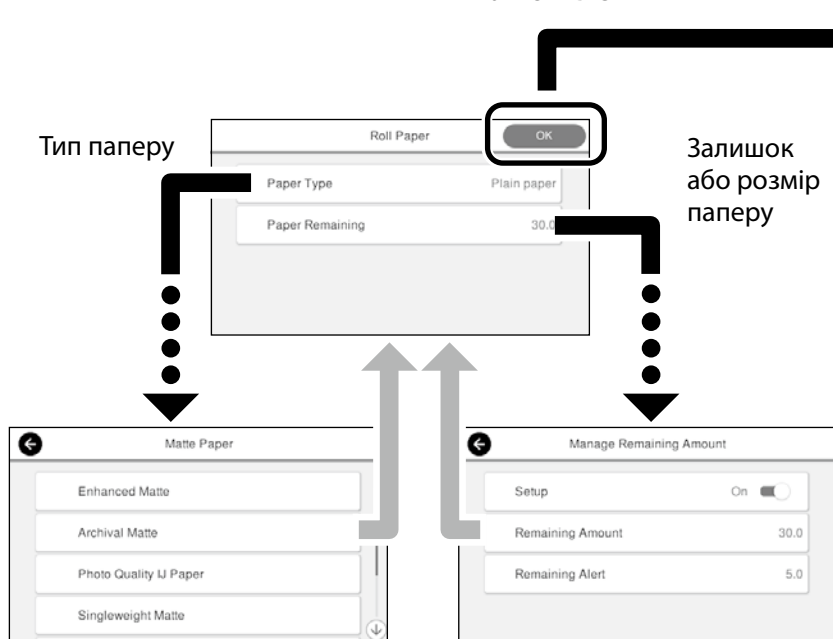 Roll Paper
OK
Тип паперу
Paper Type
Plain paper
Paper Remaining
30.0
Залишок
або розмір
паперу
Matte Paper
Enhanced Matte
Archival Matte
Photo Quality IJ Paper
Singleweight Matte
Manage Remaining Amount
Setup
On
Remaining Amount
30.0
Remaining Alert
5.0